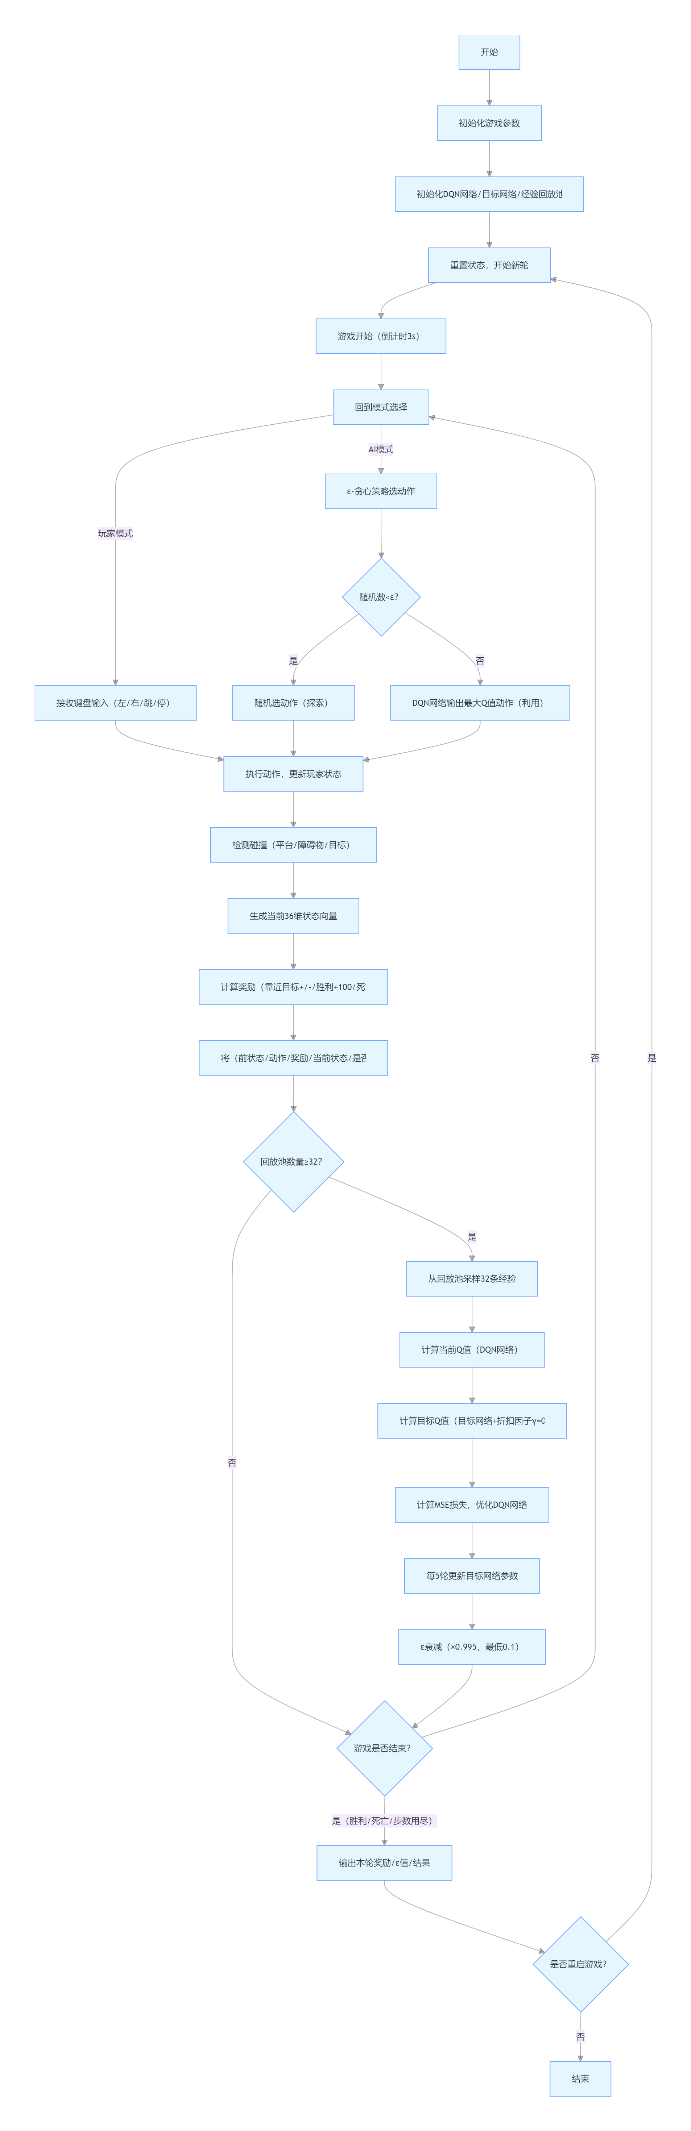 开始
初始化游戏参数
初始化DQN网络/目标网络/经验回放池
重置状态，开始新轮
游戏开始（倒计时3s）
回到模式选择
AI模式
ε-贪心策略选动作
玩家模式
随机数<ε?
是
否
接收键盘输入（左/右/跳/停）
随机选动作（探索）
DQN网络输出最大Q值动作（利用）
执行动作，更新玩家状态
检测碰撞（平台/障碍物/目标）
生成当前36维状态向量
计算奖励（靠近目标+/-/胜利+100/死
将（前状态/动作/奖励/当前状态/是否
否
是
回放池数量≥32?
是
从回放池采样32条经验
计算当前Q值（DQN网络）
否
计算目标Q值（目标网络+折扣因子γ=0
计算MSE损失，优化DQN网络
每5轮更新目标网络参数
ε衰减（×0.995，最低0.1）
游戏是否结束?
是（胜利/死亡/步数用尽）
输出本轮奖励/ε值/结果
是否重启游戏?
否
结束